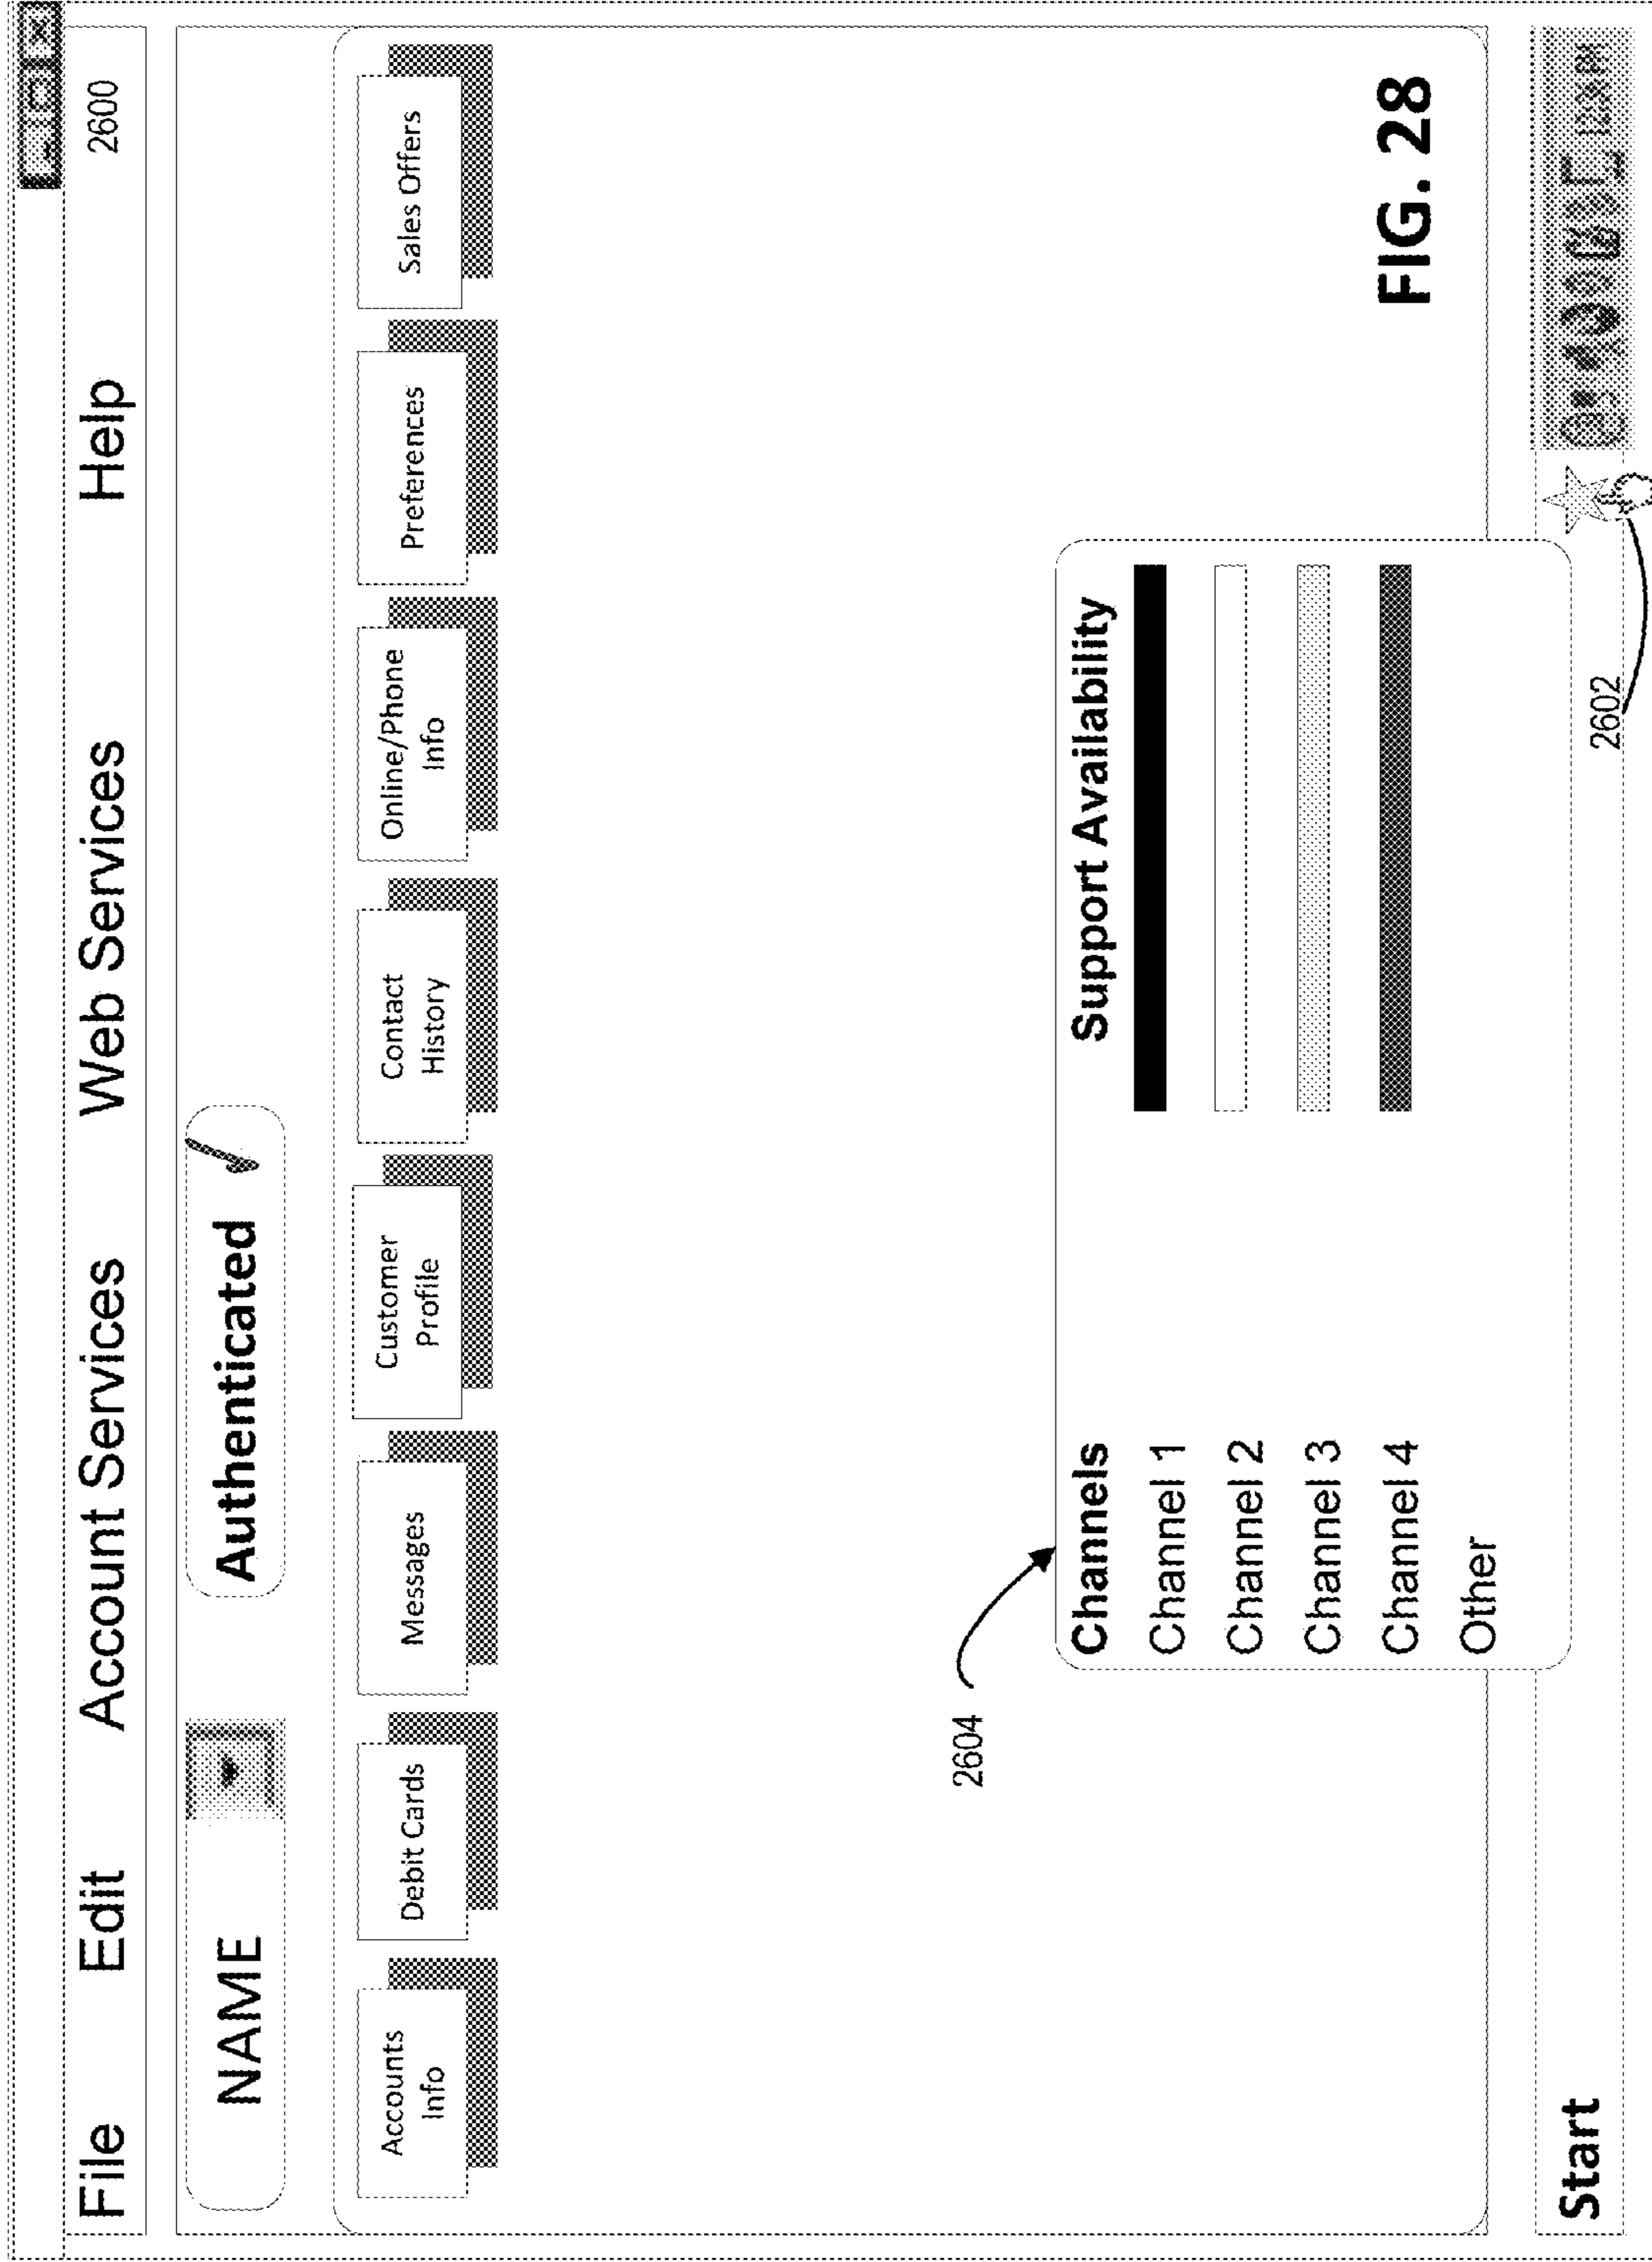 File Edit Account Services Web Services Help 2600
NAME Authenticated
Accounts
Info
Debit Cards
Messages
Customer
Profile
Contact
History
Online/Phone
Info
Preferences
Sales Offers
2604
Channels Support Availability
Channel 1
Channel 2
Channel 3
Channel 4
Other
FIG. 28
2602
Start